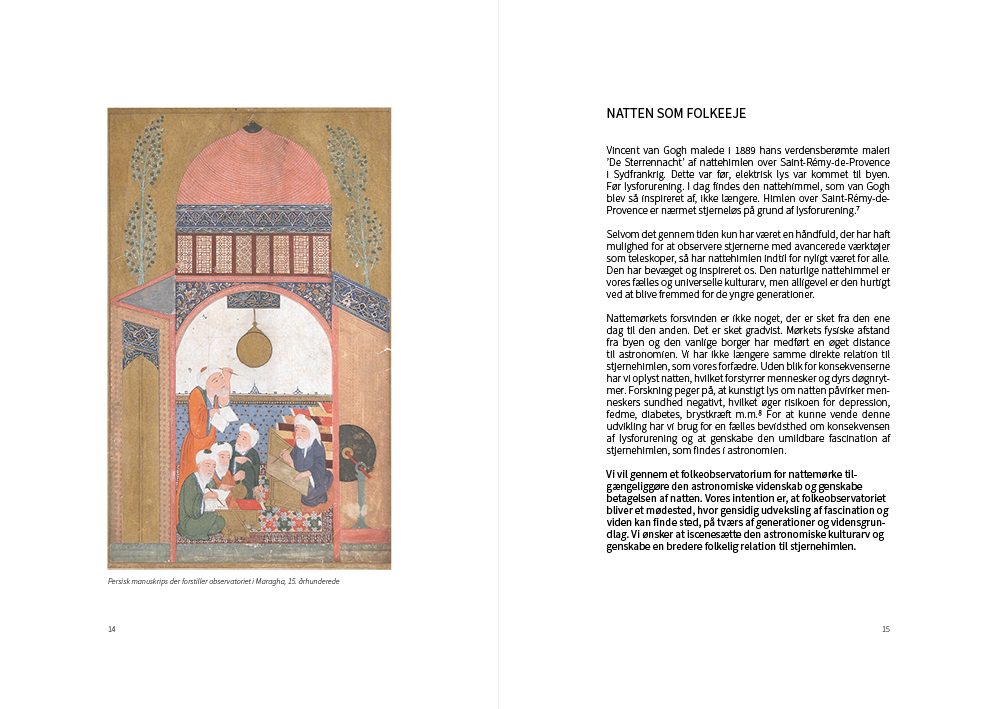 Persisk manuskrips der forstiller observatoriet i Maragha, 15. århunderede
14
NATTEN SOM FOLKEEJE
Vincent van Gogh malede i 1889 hans verdensberømte maleri
’De Sterrennacht’ af nattehimlen over Saint-Rémy-de-Provence
i Sydfrankrig. Dette var før, elektrisk lys var kommet til byen.
Før lysforurening. I dag findes den nattehimmel, som van Gogh
blev så inspireret af, ikke længere. Himlen over Saint-Rémy-de-
Provence er nærmet stjerneløs på grund af lysforurening.⁷
Selvom det gennem tiden kun har været en håndfuld, der har haft
mulighed for at observere stjernerne med avancerede værktøjer
som teleskoper, så har nattehimlen indtil for nyligt været for alle.
Den har bevæget og inspireret os. Den naturlige nattehimmel er
vores fælles og universelle kulturarv, men alligevel er den hurtigt
ved at blive fremmed for de yngre generationer.
Nattemørkets forsvinden er ikke noget, der er sket fra den ene
dag til den anden. Det er sket gradvist. Mørkets fysiske afstand
fra byen og den vanlige borger har medført en øget distance
til astronomien. Vi har ikke længere samme direkte relation til
stjernehimlen, som vores forfædre. Uden blik for konsekvenserne
har vi oplyst natten, hvilket forstyrrer mennesker og dyrs døgnryt-
mer. Forskning peger på, at kunstigt lys om natten påvirker men-
neskers sundhed negativt, hvilket øger risikoen for depression,
fedme, diabetes, brystkræft m.m.⁸ For at kunne vende denne
udvikling har vi brug for en fælles bevidsthed om konsekvensen
af lysforurening og at genskabe den umildbare fascination af
stjernehimlen, som findes i astronomien.
Vi vil gennem et folkeobservatorium for nattemørke til-
gængeliggøre den astronomiske videnskab og genskabe
betagelsen af natten. Vores intention er, at folkeobservatoriet
bliver et mødested, hvor gensidig udveksling af fascination og
viden kan finde sted, på tværs af generationer og vidensgrun-
dlag. Vi ønsker at iscenesætte den astronomiske kulturarv og
genskabe en bredere folkelig relation til stjernehimlen.
15